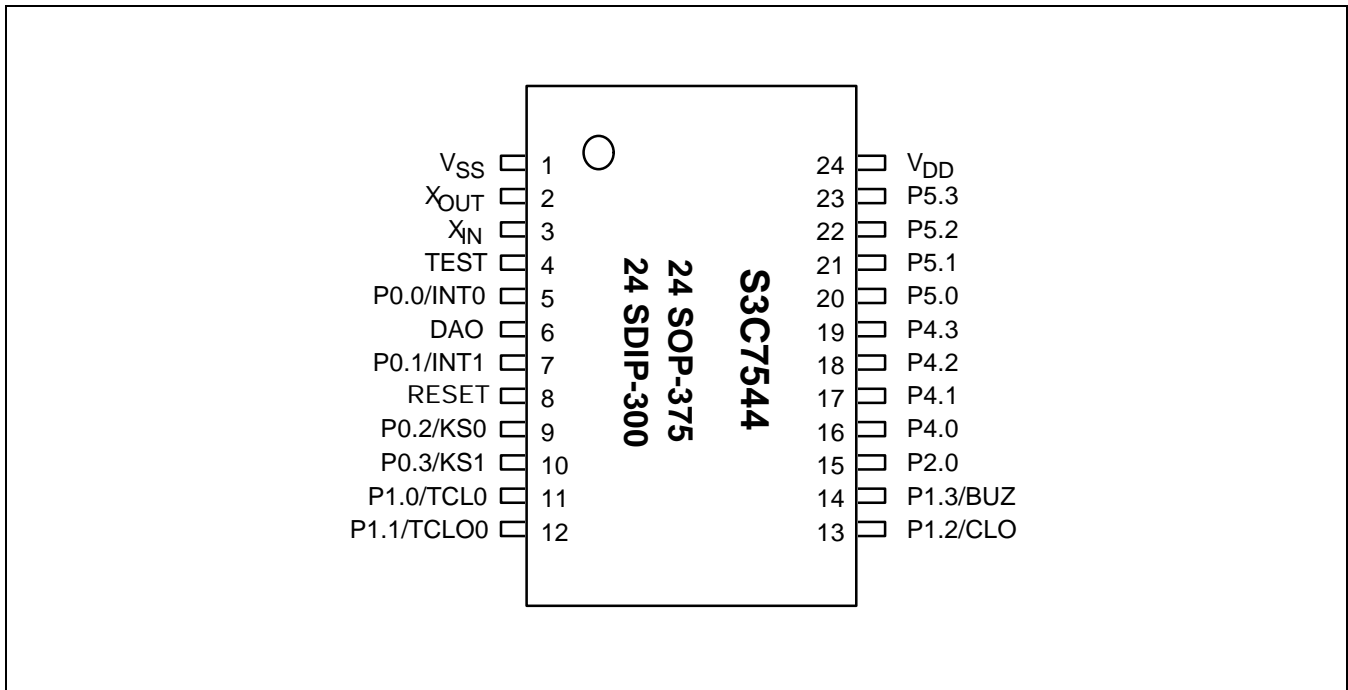 VSS 1 24 VDD
XOUT 2 23 P5.3
XIN 3 22 P5.2
TEST 4 21 P5.1
P0.0/INT0 5 20 P5.0
DAO 6 19 P4.3
P0.1/INT1 7 18 P4.2
RESET 8 17 P4.1
P0.2/KS0 9 16 P4.0
P0.3/KS1 10 15 P2.0
P1.0/TCL0 11 14 P1.3/BUZ
P1.1/TCLO0 12 13 P1.2/CLO
S3C7544
24 SOP-375
24 SDIP-300